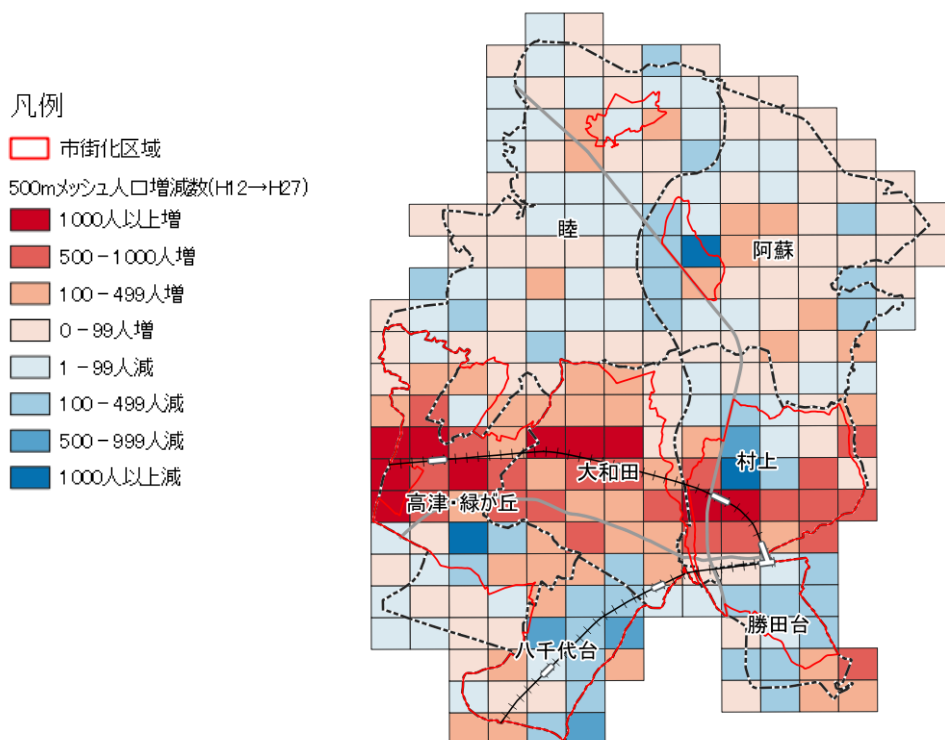 凡例
市街化区域
500mメッシュ人口増減数(H12→H27)
1000人以上増
500-1000人増
100-499人増
0-99人増
1-99人減
100-499人減
500-999人減
1000人以上減
睦
阿蘇
大和田
村上
高津・緑が丘
勝田台
八千代台